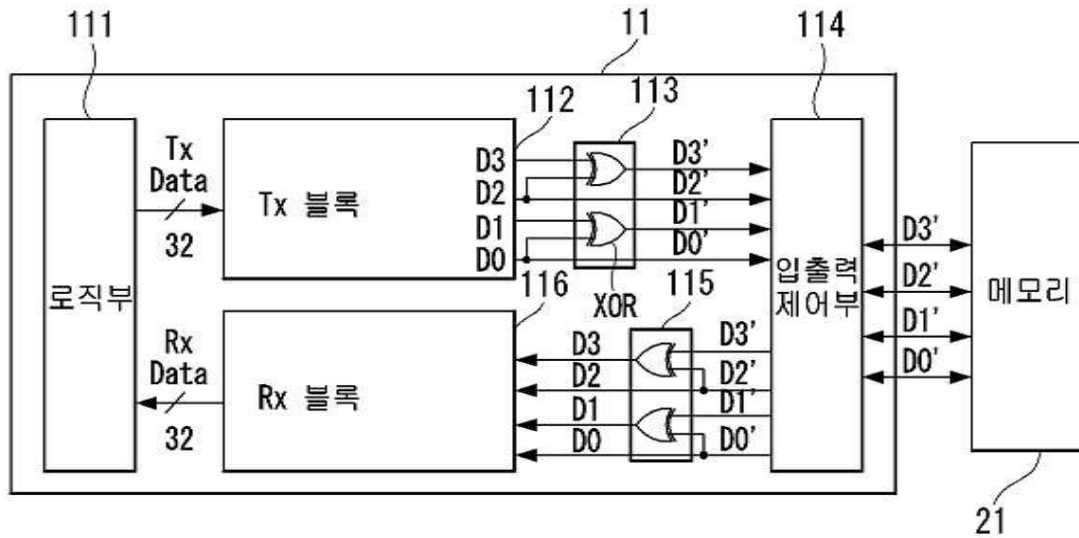 111
11
114
112
113
Tx
Data
32
D3
D2
D1
D0
Tx 블록
D3'
D2'
D1'
D0'
XOR
로직부
입출력
제어부
D3'
D2'
D1'
D0'
메모리
116
115
Rx
Data
32
Rx 블록
D3
D2
D1
D0
D3'
D2'
D1'
D0'
21